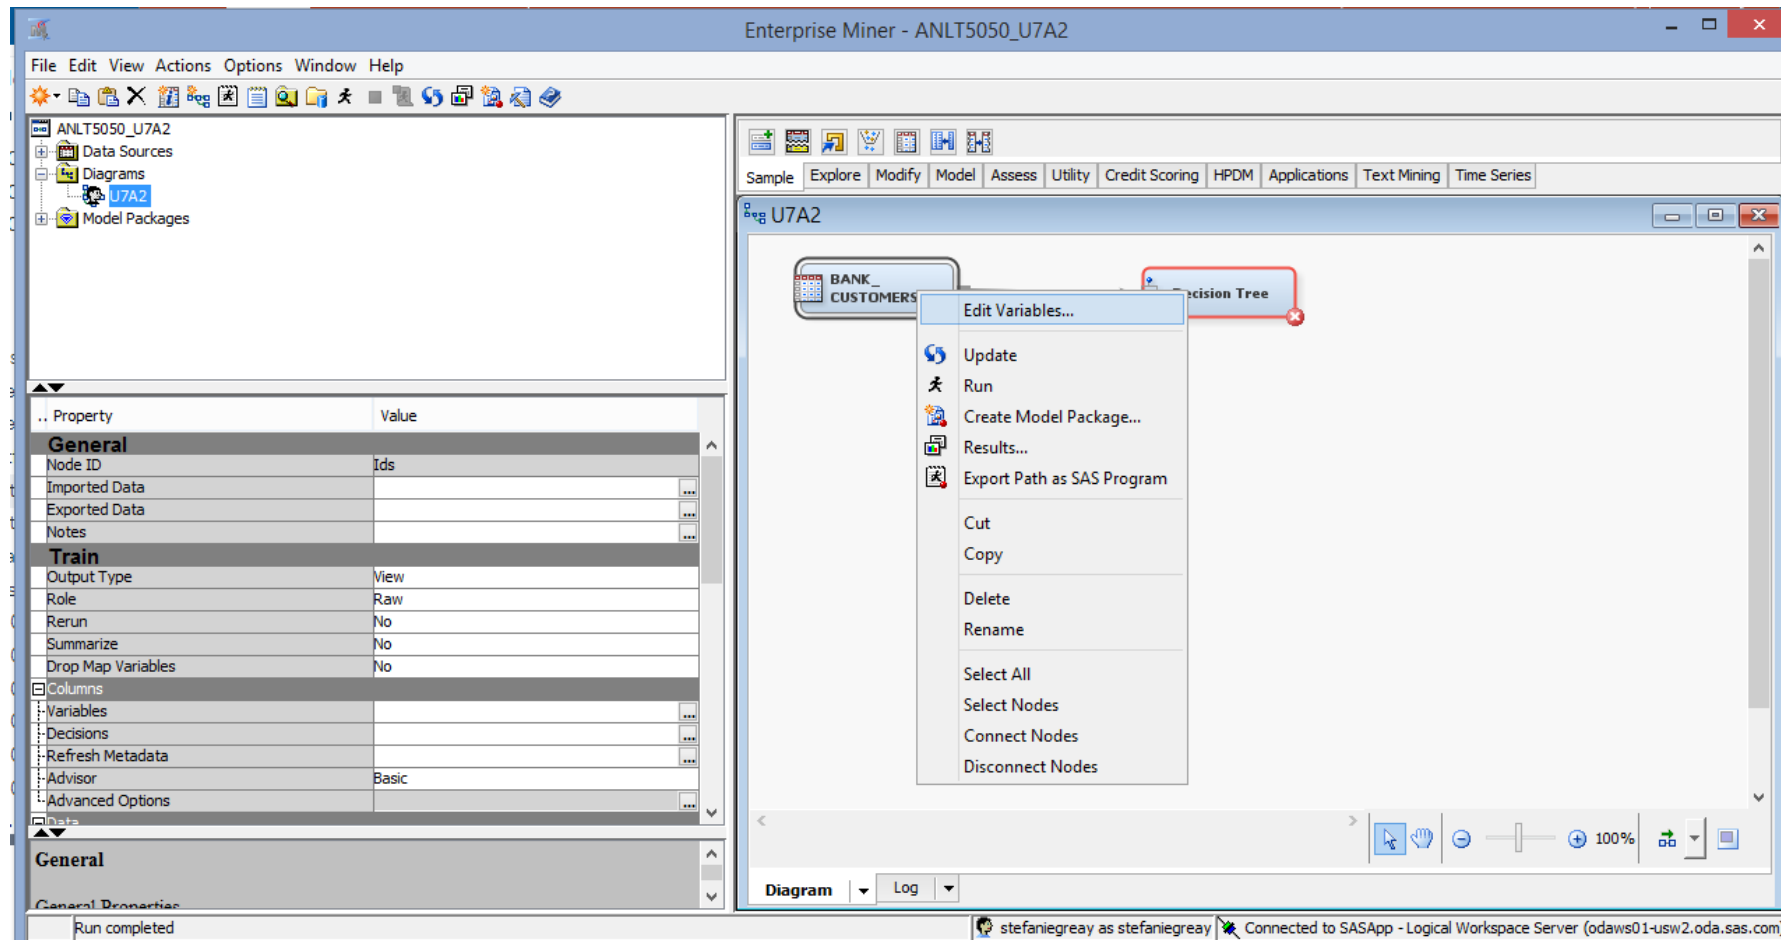 Enterprise Miner - ANLT5050_U7A2
File Edit View Actions Options Window Help
ANLT5050_U7A2
Data Sources
Diagrams
U7A2
Model Packages
.. Property Value
General
Node ID Ids
Imported Data ...
Exported Data ...
Notes ...
Train
Output Type View
Role Raw
Rerun No
Summarize No
Drop Map Variables No
Columns
Variables ...
Decisions ...
Refresh Metadata ...
Advisor Basic
Advanced Options ...
Data
General
General Properties
Sample Explore Modify Model Assess Utility Credit Scoring HPDM Applications Text Mining Time Series
U7A2
BANK_
CUSTOMERS
ecision Tree
Edit Variables...
Update
Run
Create Model Package...
Results...
Export Path as SAS Program
Cut
Copy
Delete
Rename
Select All
Select Nodes
Connect Nodes
Disconnect Nodes
100%
Diagram Log
Run completed
stefaniegreay as stefaniegreay Connected to SASApp - Logical Workspace Server (odaws01-usw2.oda.sas.com